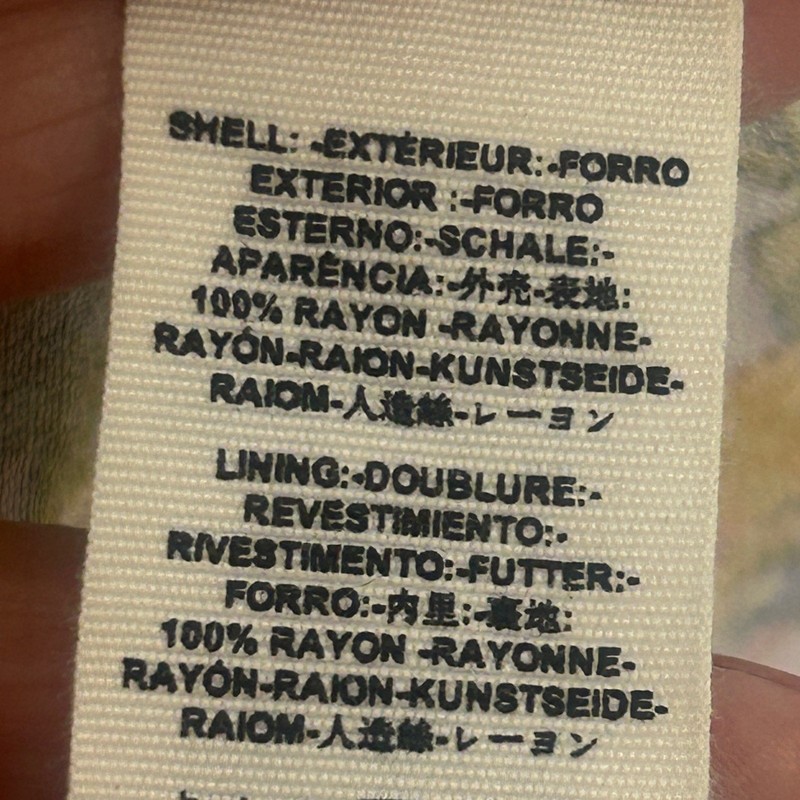 SHELL: -EXTÉRIEUR:-FORRO
EXTERIOR :-FORRO
ESTERNO:-SCHALE:-
APARÊNCIA:-外壳-表地:
100% RAYON -RAYONNE-
RAYÓN-RAION-KUNSTSEIDE-
RAIOM-人造絲-レーヨン
LINING:-DOUBLURE:-
REVESTIMIENTO:-
RIVESTIMENTO:-FUTTER:-
FORRO:-内里:-裏地:
100% RAYON -RAYONNE-
RAYÓN-RAION-KUNSTSEIDE-
RAIOM-人造絲-レーヨン